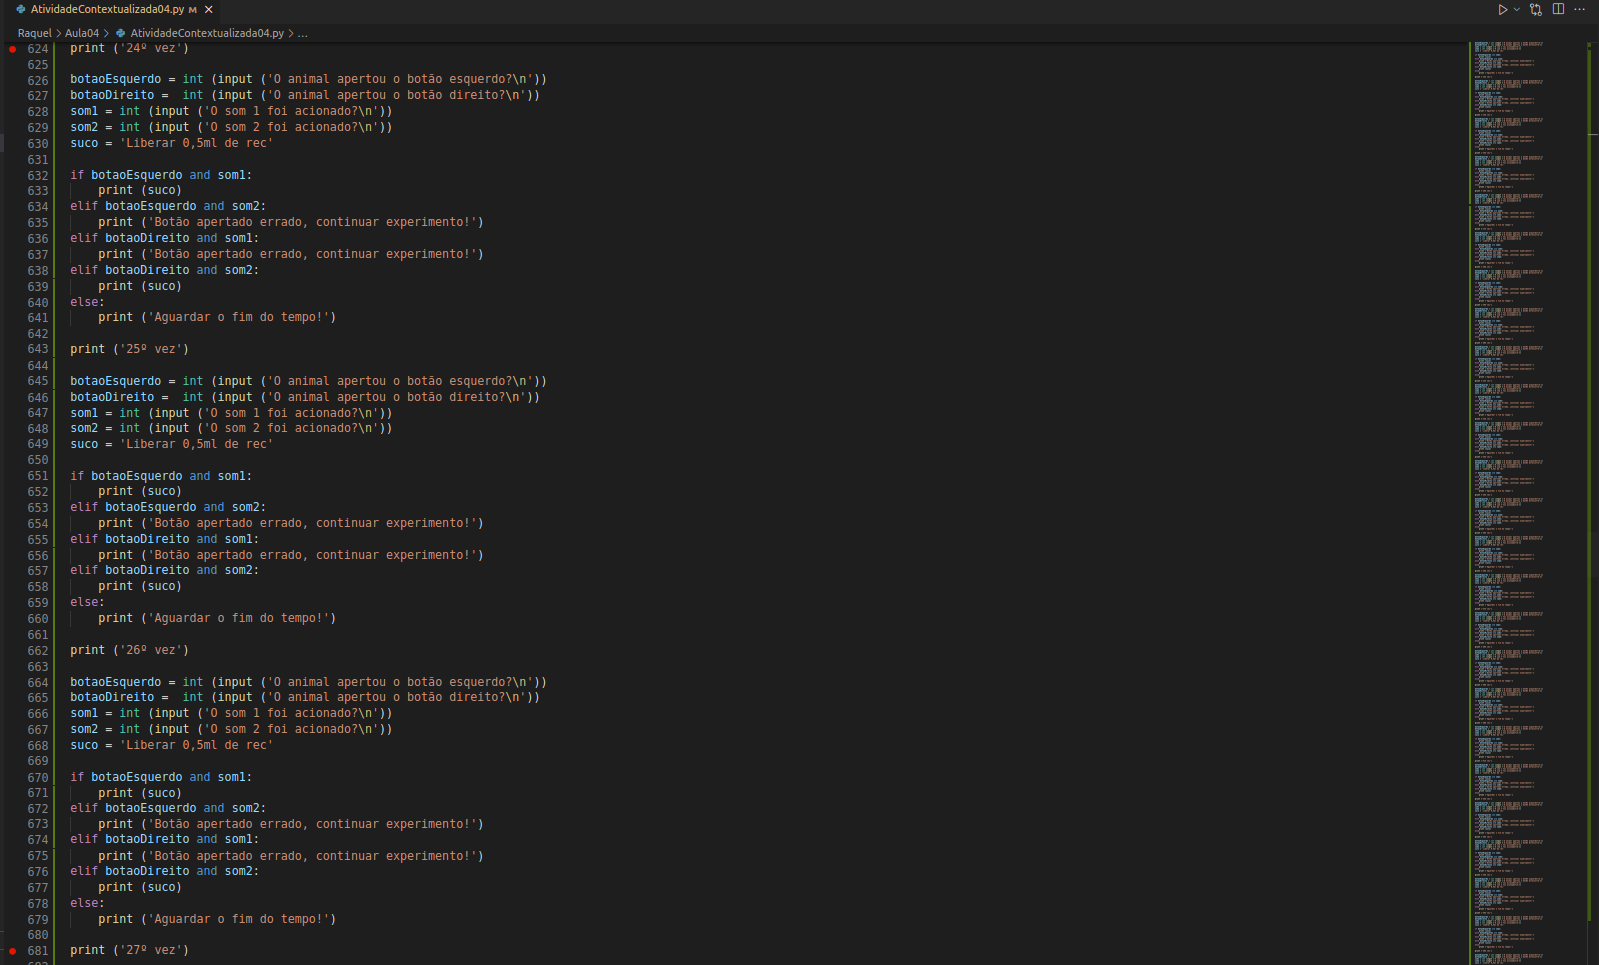 AtividadeContextualizada04.py M
Raquel > Aula04 > AtividadeContextualizada04.py > ...
624 print ('24º vez')
625
626 botaoEsquerdo = int (input ('O animal apertou o botão esquerdo?\n'))
627 botaoDireito =  int (input ('O animal apertou o botão direito?\n'))
628 som1 = int (input ('O som 1 foi acionado?\n'))
629 som2 = int (input ('O som 2 foi acionado?\n'))
630 suco = 'Liberar 0,5ml de rec'
631
632 if botaoEsquerdo and som1:
633     print (suco)
634 elif botaoEsquerdo and som2:
635     print ('Botão apertado errado, continuar experimento!')
636 elif botaoDireito and som1:
637     print ('Botão apertado errado, continuar experimento!')
638 elif botaoDireito and som2:
639     print (suco)
640 else:
641     print ('Aguardar o fim do tempo!')
642
643 print ('25º vez')
644
645 botaoEsquerdo = int (input ('O animal apertou o botão esquerdo?\n'))
646 botaoDireito =  int (input ('O animal apertou o botão direito?\n'))
647 som1 = int (input ('O som 1 foi acionado?\n'))
648 som2 = int (input ('O som 2 foi acionado?\n'))
649 suco = 'Liberar 0,5ml de rec'
650
651 if botaoEsquerdo and som1:
652     print (suco)
653 elif botaoEsquerdo and som2:
654     print ('Botão apertado errado, continuar experimento!')
655 elif botaoDireito and som1:
656     print ('Botão apertado errado, continuar experimento!')
657 elif botaoDireito and som2:
658     print (suco)
659 else:
660     print ('Aguardar o fim do tempo!')
661
662 print ('26º vez')
663
664 botaoEsquerdo = int (input ('O animal apertou o botão esquerdo?\n'))
665 botaoDireito =  int (input ('O animal apertou o botão direito?\n'))
666 som1 = int (input ('O som 1 foi acionado?\n'))
667 som2 = int (input ('O som 2 foi acionado?\n'))
668 suco = 'Liberar 0,5ml de rec'
669
670 if botaoEsquerdo and som1:
671     print (suco)
672 elif botaoEsquerdo and som2:
673     print ('Botão apertado errado, continuar experimento!')
674 elif botaoDireito and som1:
675     print ('Botão apertado errado, continuar experimento!')
676 elif botaoDireito and som2:
677     print (suco)
678 else:
679     print ('Aguardar o fim do tempo!')
680
681 print ('27º vez')